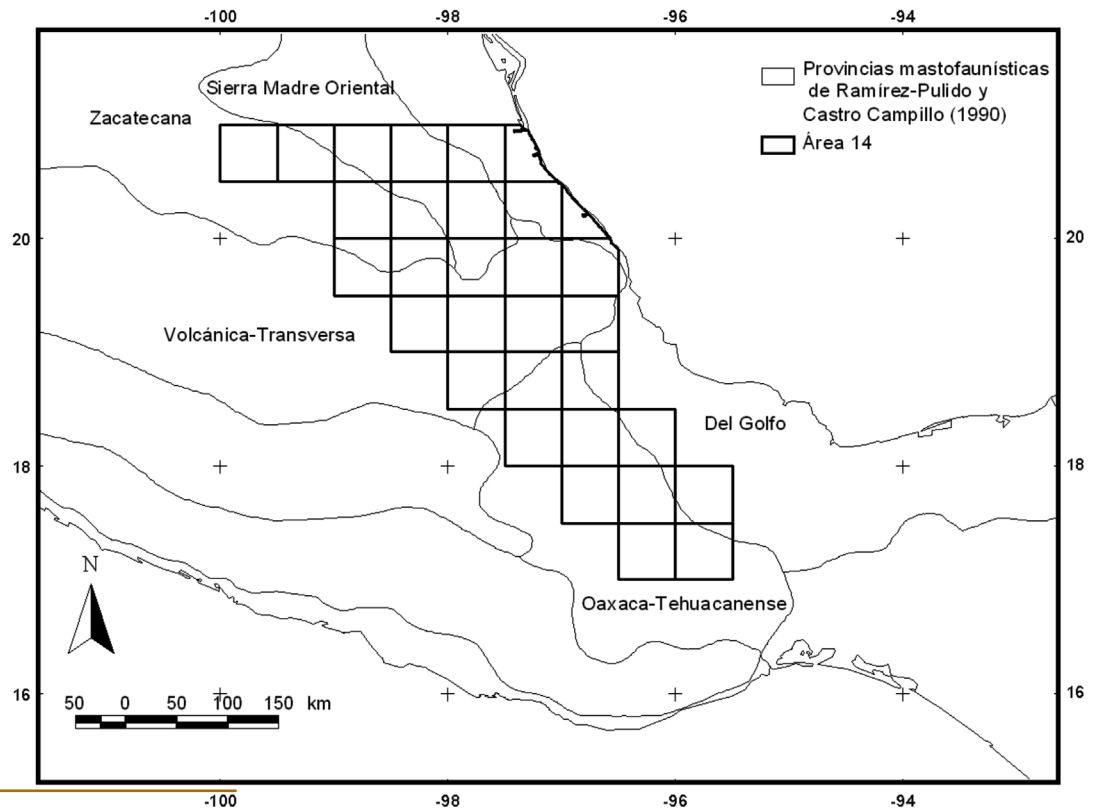 -100
-98
-96
-94
Sierra Madre Oriental
Zacatecana
Provincias mastofaunísticas
de Ramírez-Pulido y
Castro Campillo (1990)
Área 14
20
20
Volcánica-Transversa
Del Golfo
18
18
N
Oaxaca-Tehuacanense
16
16
50 0 50 100 150 km
-100
-98
-96
-94